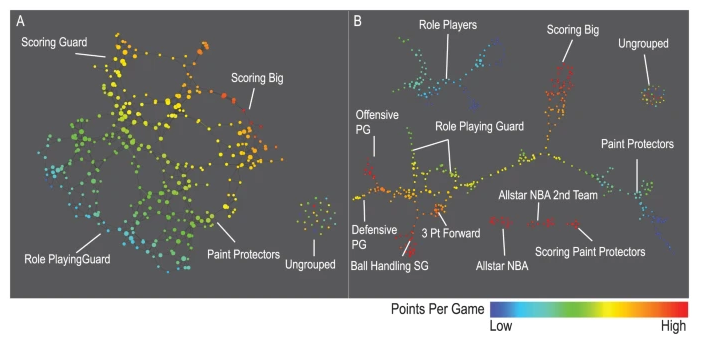 A
Scoring Guard
Scoring Big
Role PlayingGuard
Paint Protectors
Ungrouped
B
Role Players
Scoring Big
Ungrouped
Offensive
PG
Role Playing Guard
Paint Protectors
Allstar NBA 2nd Team
Defensive
PG
3 Pt Forward
Ball Handling SG
Allstar NBA
Scoring Paint Protectors
Points Per Game
Low
High